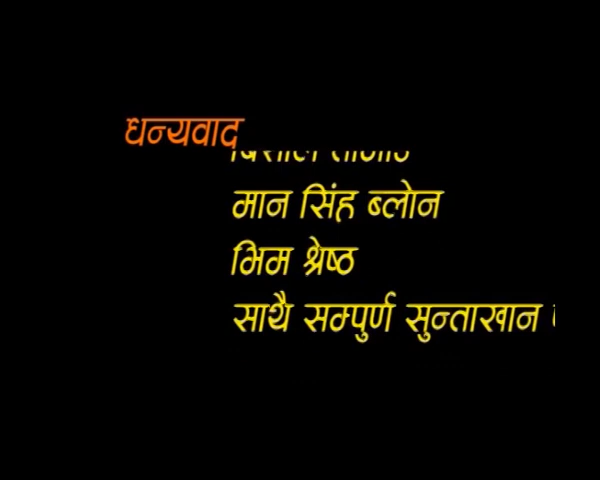 धन्यवाद
मान सिंह ब्लोन
भिम श्रेष्ठ
साथै सम्पुर्ण सुन्ताखान